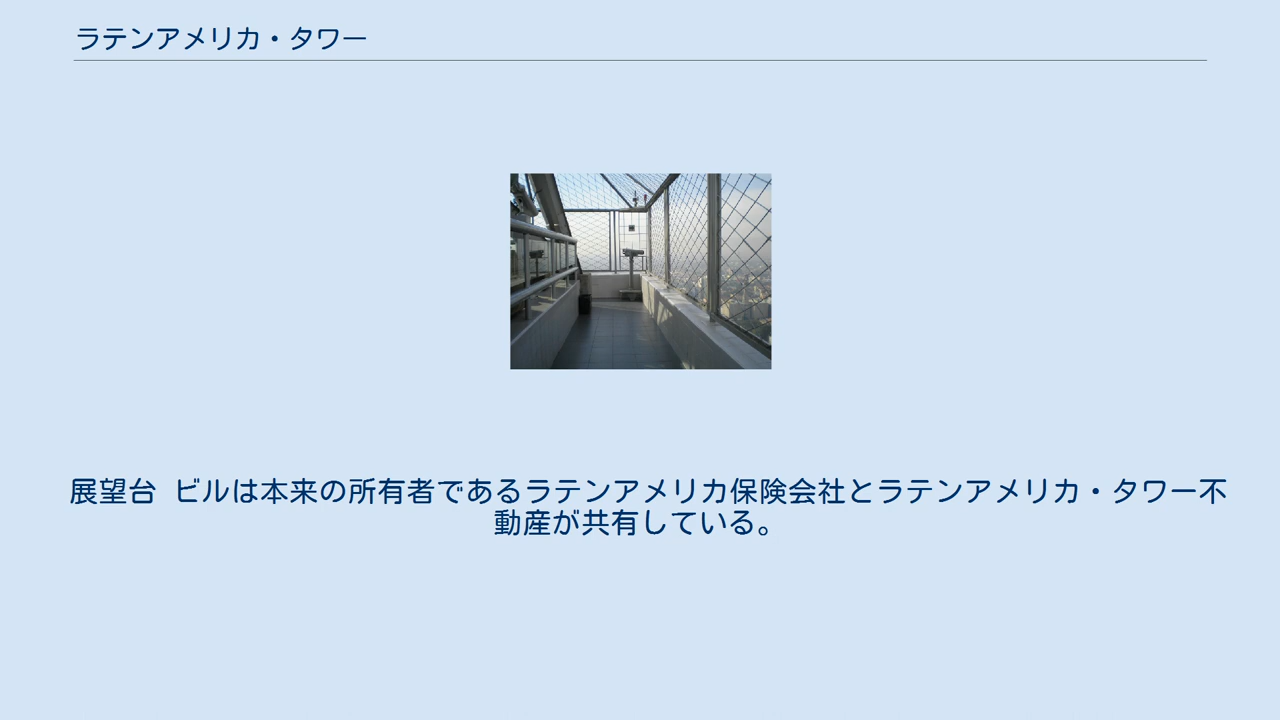 ラテンアメリカ・タワー
展望台 ビルは本来の所有者であるラテンアメリカ保険会社とラテンアメリカ・タワー不
動産が共有している。